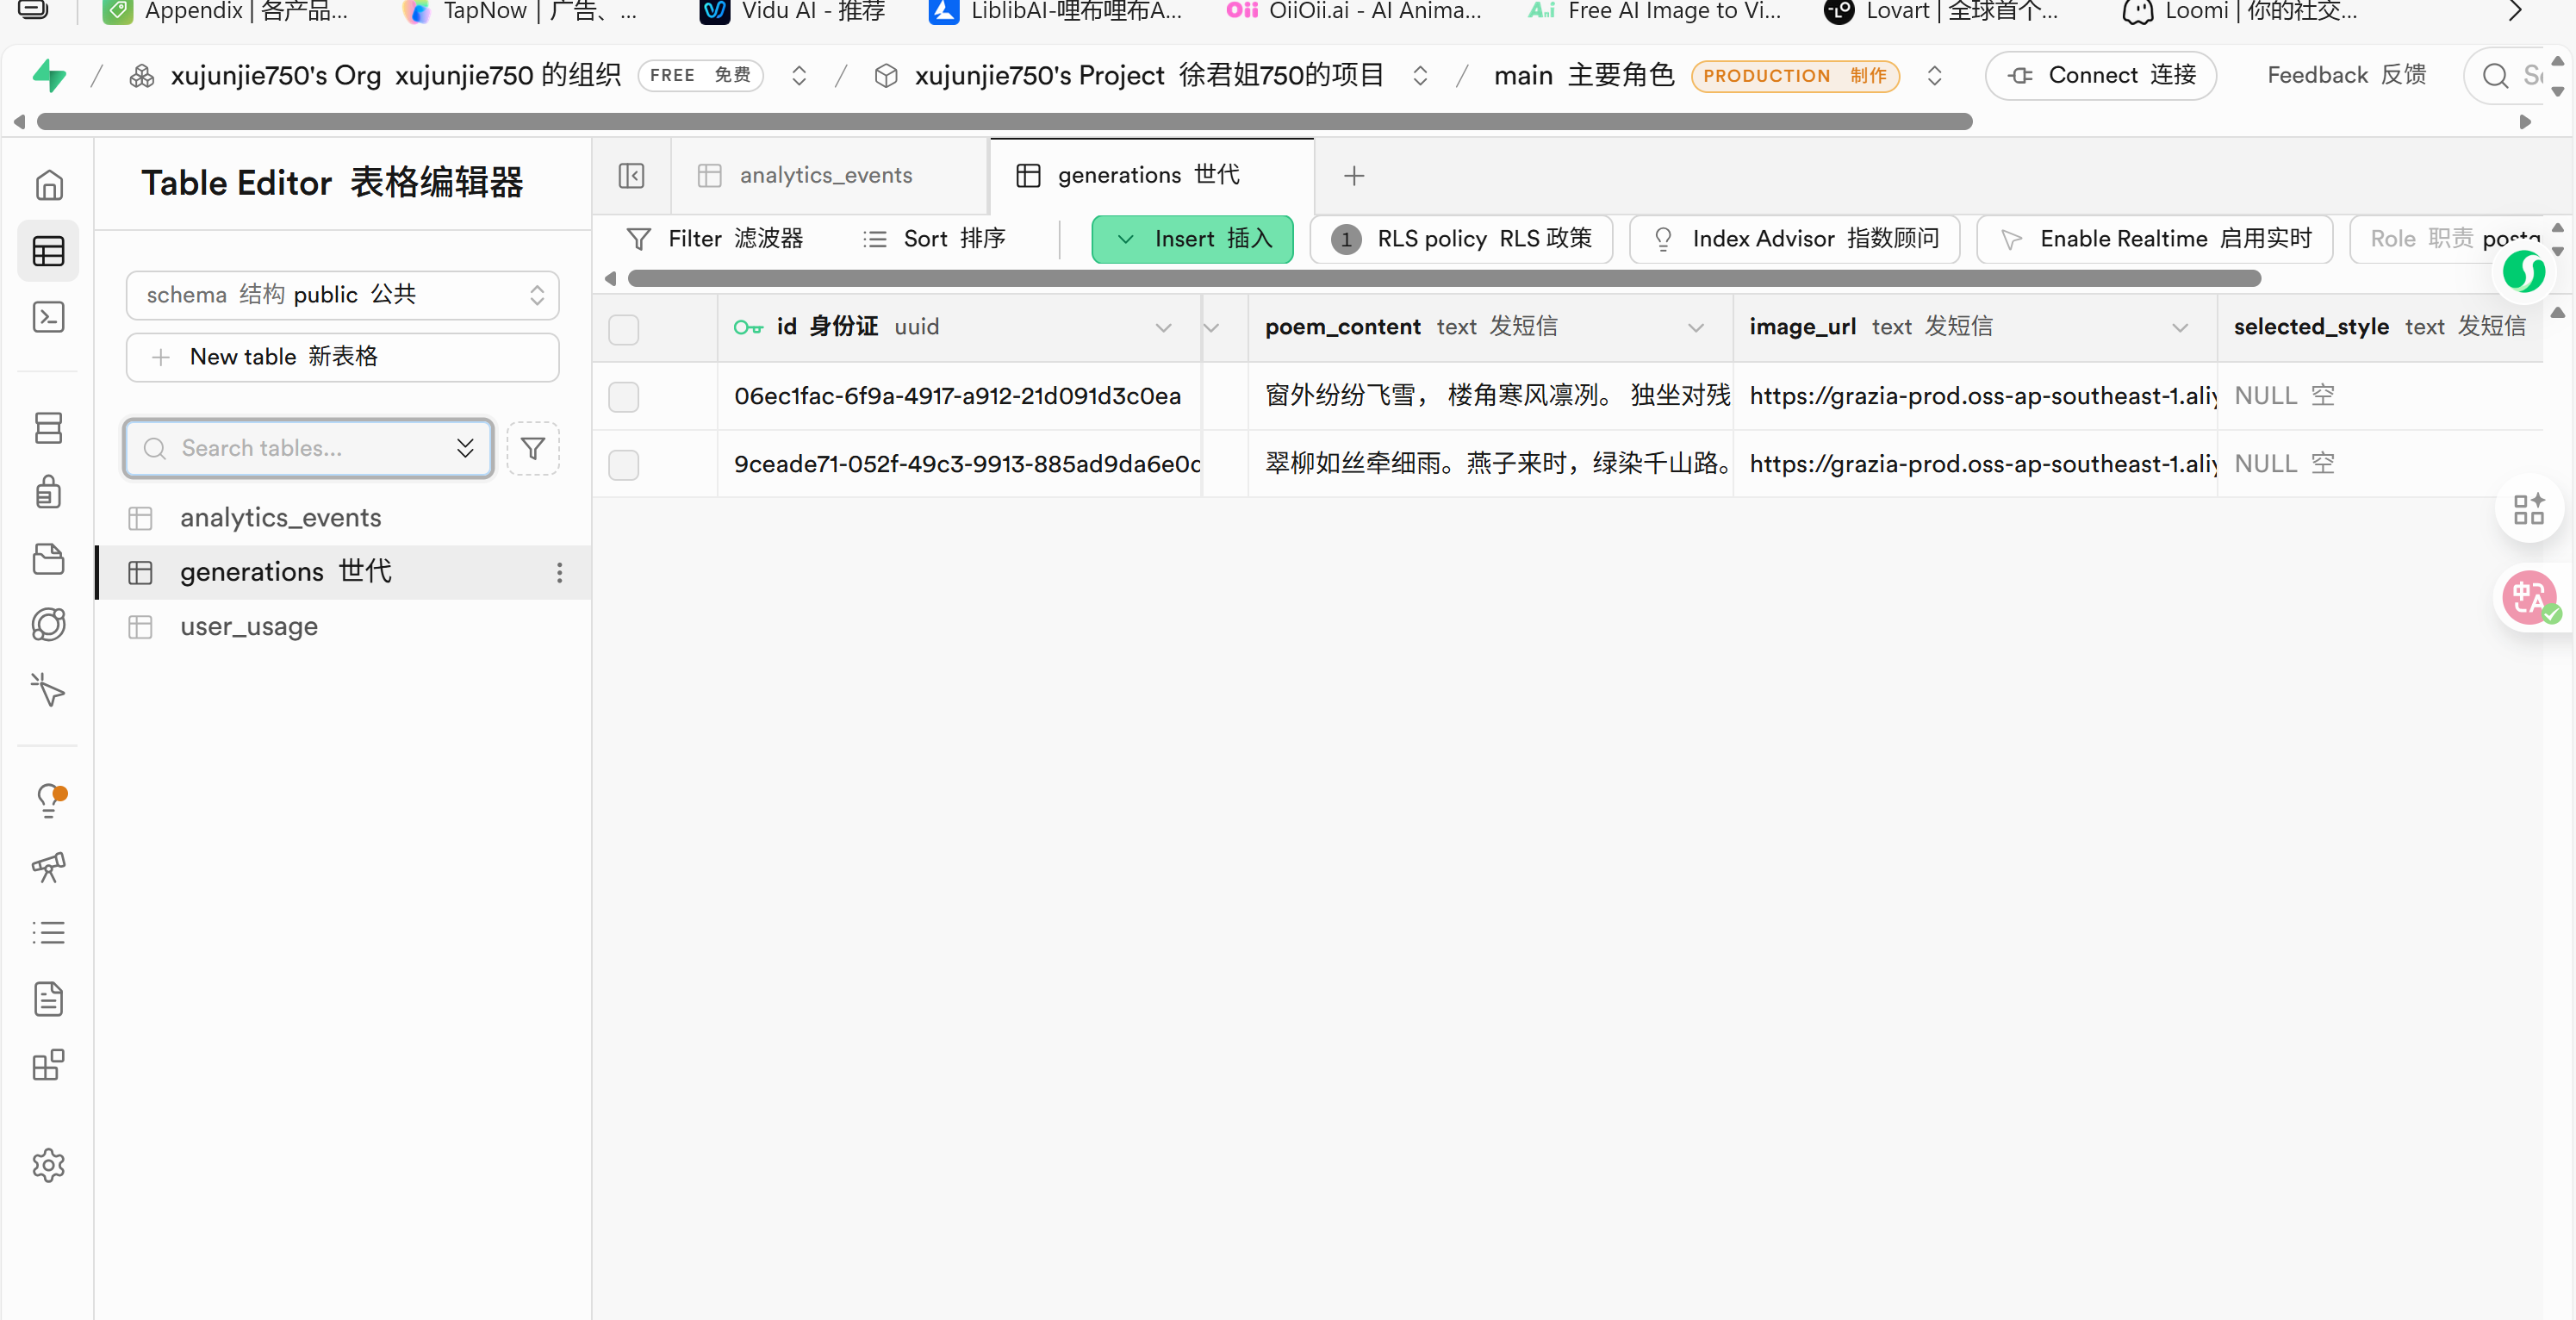 Appendix | 各产品... TapNow | 广告、... Vidu AI - 推荐 LiblibAI-哩布哩布A... OiiOii.ai - AI Anima... Free AI Image to Vi... Lovart | 全球首个... Loomi | 你的社交...
/ xujunjie750's Org xujunjie750 的组织 FREE 免费 / xujunjie750's Project 徐君姐750的项目 / main 主要角色 PRODUCTION 制作 Connect 连接 Feedback 反馈
Table Editor 表格编辑器
analytics_events generations 世代
Filter 滤波器 Sort 排序 Insert 插入 1 RLS policy RLS 政策 Index Advisor 指数顾问 Enable Realtime 启用实时 Role 职责
schema 结构 public 公共
New table 新表格
Search tables...
analytics_events
generations 世代
user_usage
id 身份证 uuid poem_content text 发短信 image_url text 发短信 selected_style text 发短信
06ec1fac-6f9a-4917-a912-21d091d3c0ea 窗外纷纷飞雪， 楼角寒风凛冽。 独坐对残 https://grazia-prod.oss-ap-southeast-1.aliy NULL 空
9ceade71-052f-49c3-9913-885ad9da6e0c 翠柳如丝牵细雨。燕子来时，绿染千山路。 https://grazia-prod.oss-ap-southeast-1.aliy NULL 空